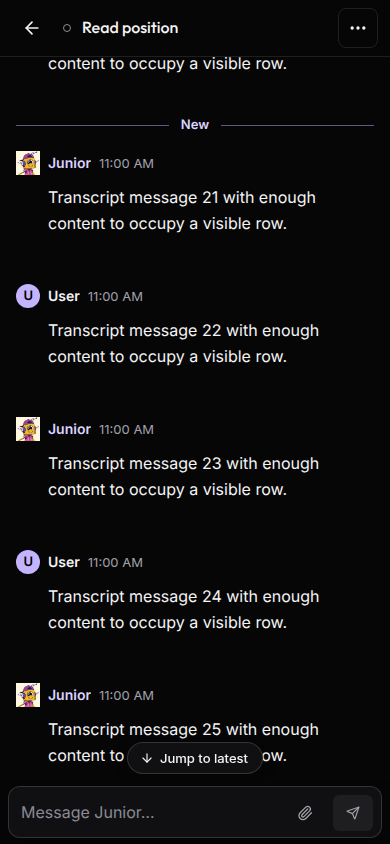 Read position
content to occupy a visible row.
New
Junior 11:00 AM
Transcript message 21 with enough
content to occupy a visible row.
U User 11:00 AM
Transcript message 22 with enough
content to occupy a visible row.
Junior 11:00 AM
Transcript message 23 with enough
content to occupy a visible row.
U User 11:00 AM
Transcript message 24 with enough
content to occupy a visible row.
Junior 11:00 AM
Transcript message 25 with enough
content to ow.
Jump to latest
Message Junior...